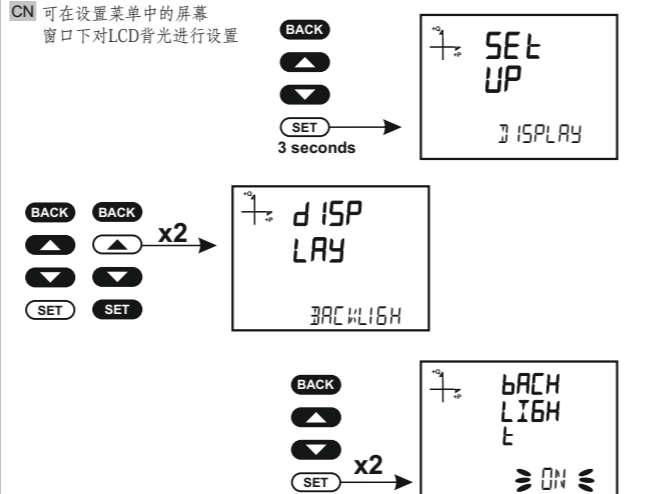 CN 可在设置菜单中的屏幕
窗口下对LCD背光进行设置
BACK
SET
3 seconds
+Q
+P
SEt
UP
DISPLAY
BACK BACK
x2
SET SET
+Q
+P
dISP
LAY
BACKLIGH
BACK
x2
SET
+Q
+P
bACH
LIGH
t
ON